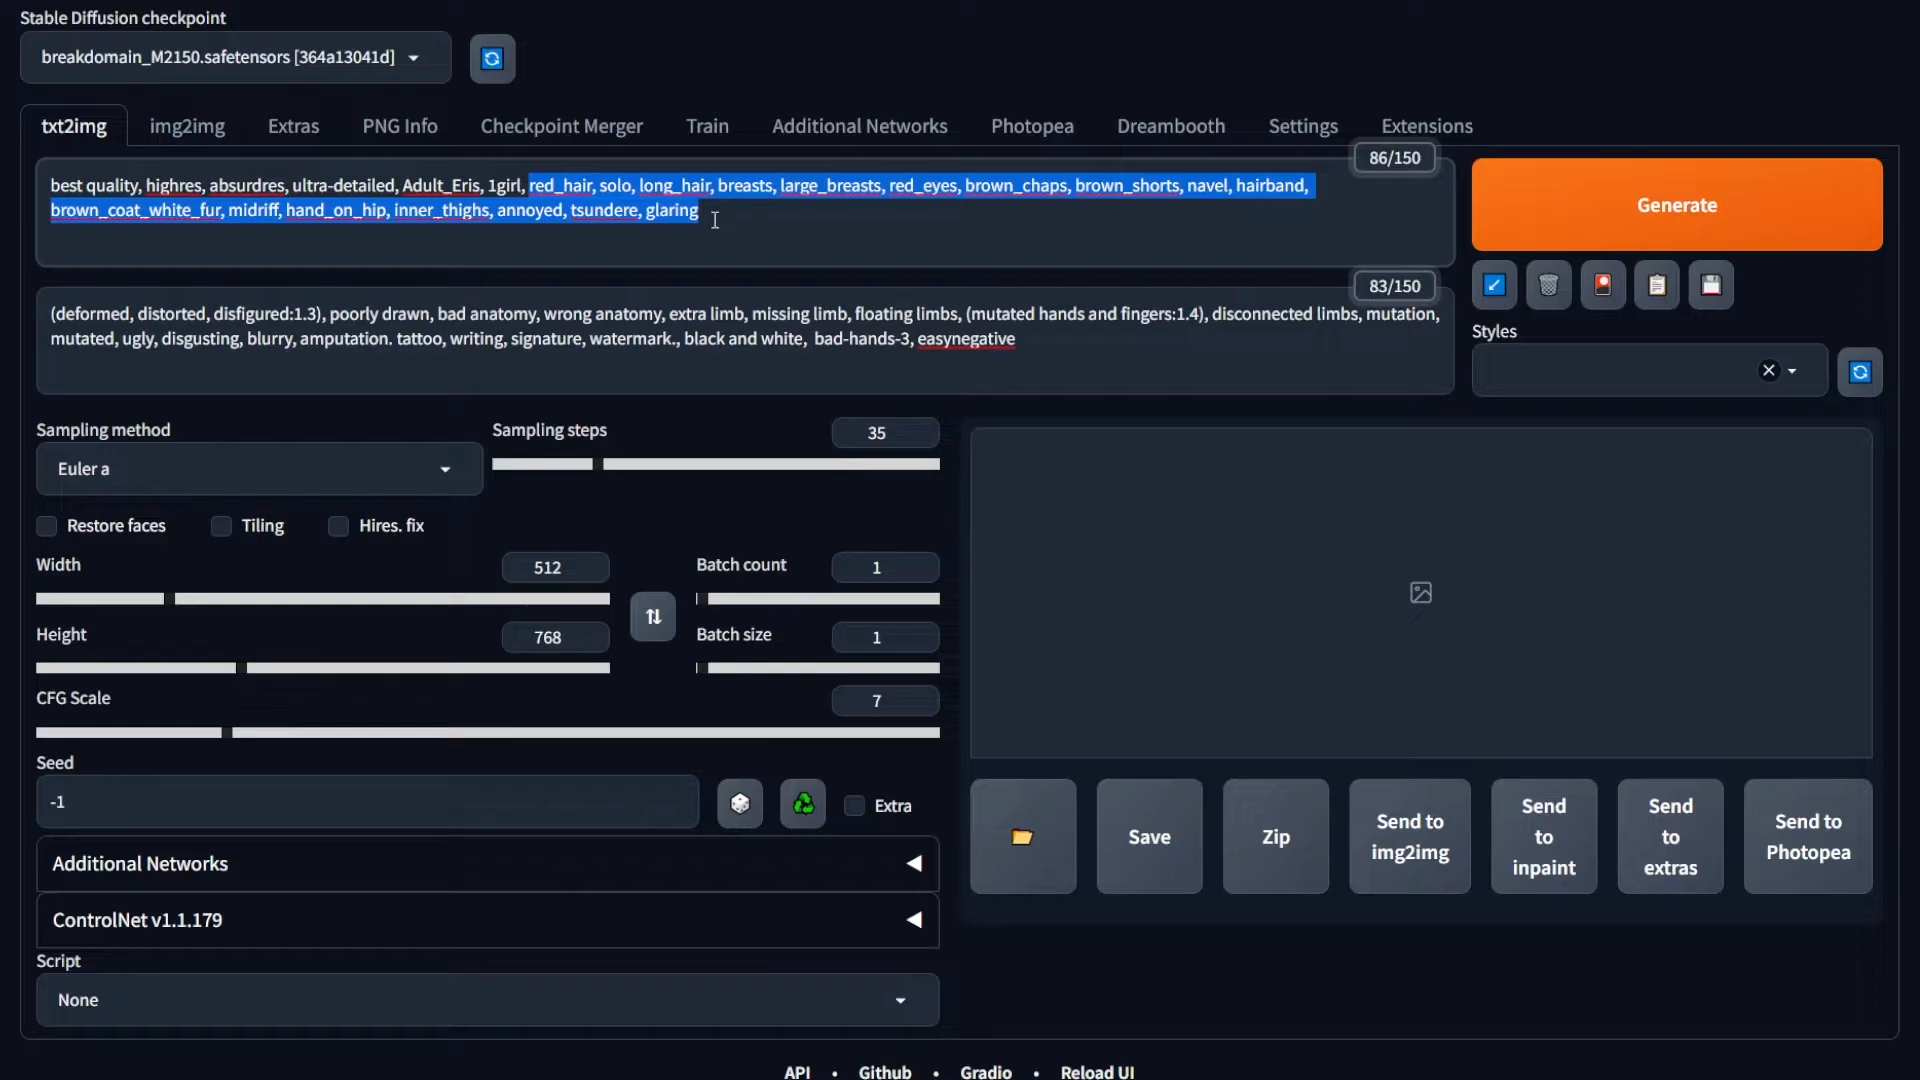 Stable Diffusion checkpoint
breakdomain_M2150.safetensors [364a13041d]
txt2img img2img Extras PNG Info Checkpoint Merger Train Additional Networks Photopea Dreambooth Settings Extensions
86/150
best quality, highres, absurdres, ultra-detailed, Adult_Eris, 1girl, red_hair, solo, long_hair, breasts, large_breasts, red_eyes, brown_chaps, brown_shorts, navel, hairband,
brown_coat_white_fur, midriff, hand_on_hip, inner_thighs, annoyed, tsundere, glaring
Generate
83/150
(deformed, distorted, disfigured:1.3), poorly drawn, bad anatomy, wrong anatomy, extra limb, missing limb, floating limbs, (mutated hands and fingers:1.4), disconnected limbs, mutation,
mutated, ugly, disgusting, blurry, amputation. tattoo, writing, signature, watermark., black and white, bad-hands-3, easynegative
Styles
Sampling method
Euler a
Sampling steps 35
Restore faces Tiling Hires. fix
Width 512
Batch count 1
Height 768
Batch size 1
CFG Scale 7
Seed
-1
Extra
Additional Networks
ControlNet v1.1.179
Script
None
Save
Zip
Send to
img2img
Send
to
inpaint
Send
to
extras
Send to
Photopea
API • Github • Gradio • Reload UI